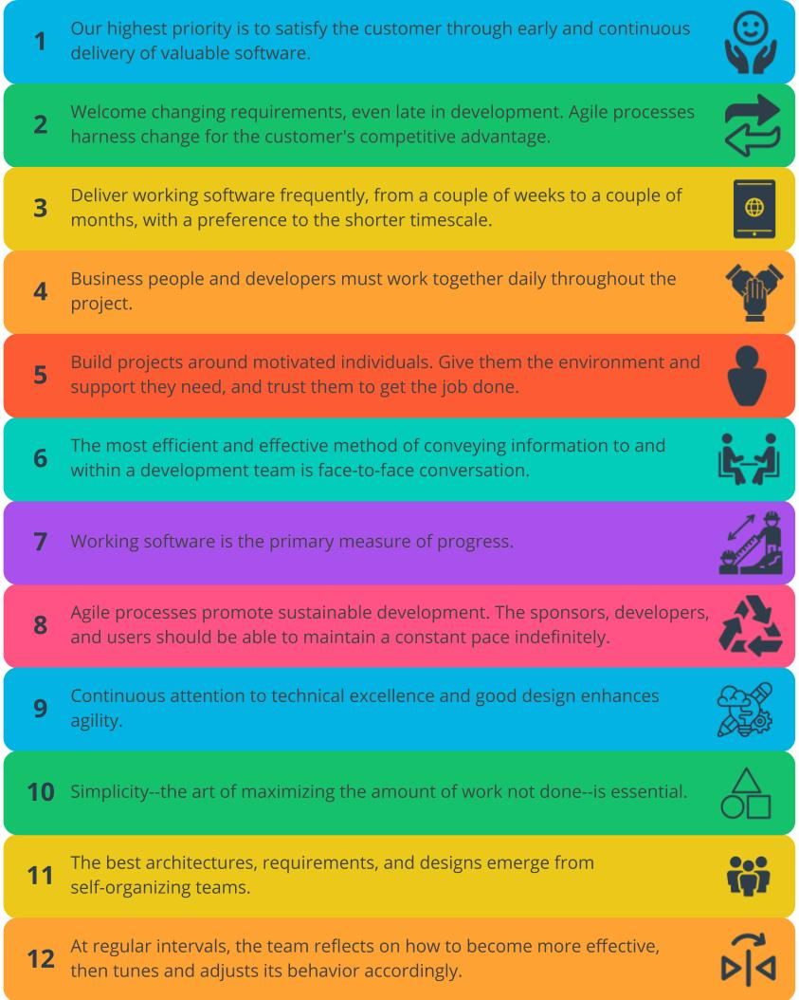 1
Our highest priority is to satisfy the customer through early and continuous
delivery of valuable software.
2
Welcome changing requirements, even late in development. Agile processes
harness change for the customer's competitive advantage.
3
Deliver working software frequently, from a couple of weeks to a couple of
months, with a preference to the shorter timescale.
4
Business people and developers must work together daily throughout the
project.
5
Build projects around motivated individuals. Give them the environment and
support they need, and trust them to get the job done.
6
The most efficient and effective method of conveying information to and
within a development team is face-to-face conversation.
7
Working software is the primary measure of progress.
8
Agile processes promote sustainable development. The sponsors, developers,
and users should be able to maintain a constant pace indefinitely.
9
Continuous attention to technical excellence and good design enhances
agility.
10
Simplicity--the art of maximizing the amount of work not done--is essential.
11
The best architectures, requirements, and designs emerge from
self-organizing teams.
12
At regular intervals, the team reflects on how to become more effective,
then tunes and adjusts its behavior accordingly.